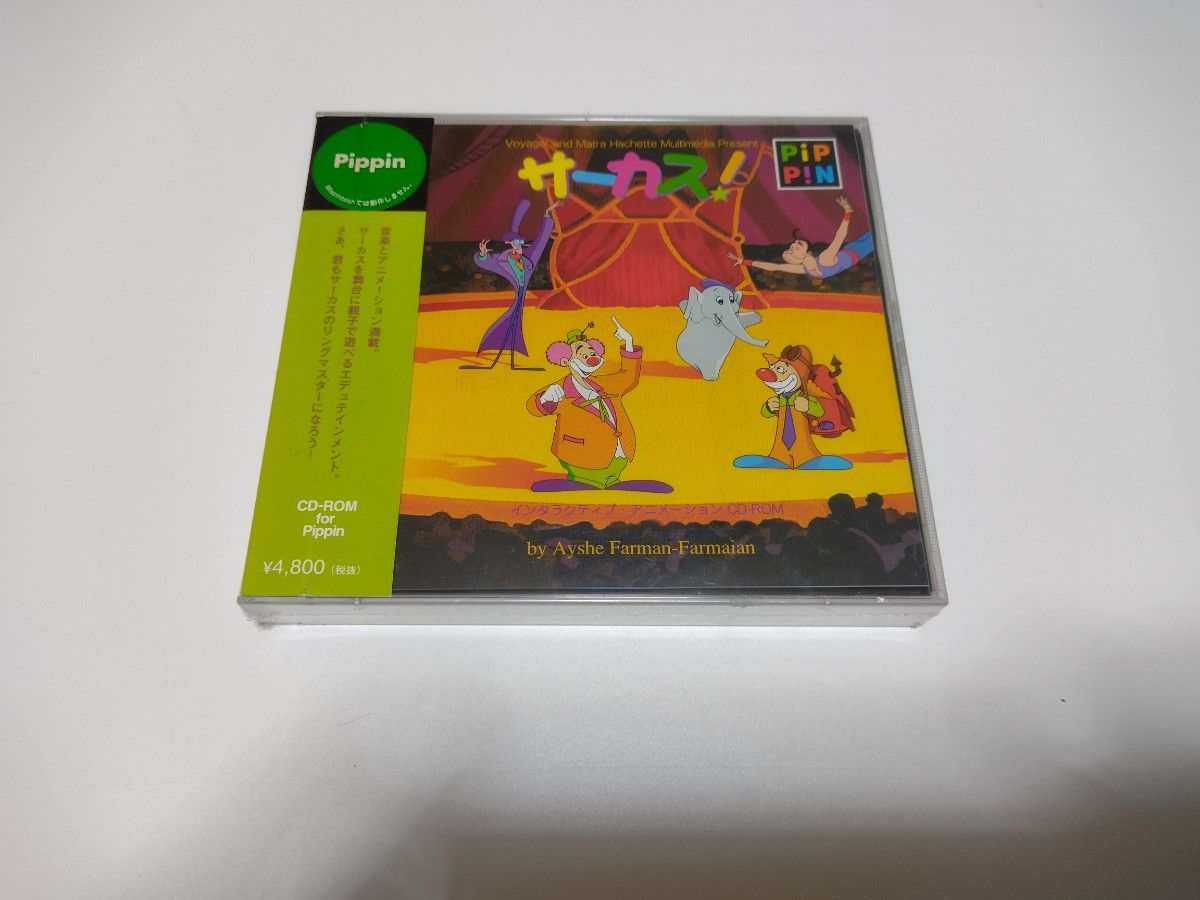 Pippin
Macintoshでは動作しません。
音楽とアニメーション満載。
サーカスを舞台に親子で遊べるエデュテインメント。
さあ、君もサーカスのリングマスターになろう！
CD-ROM
for
Pippin
¥4,800（税抜）
Voyager and Matra Hachette Multimedia Present
サーカス！
PiP
P!N
インタラクティブ・アニメーション CD-ROM
by Ayshe Farman-Farmaian